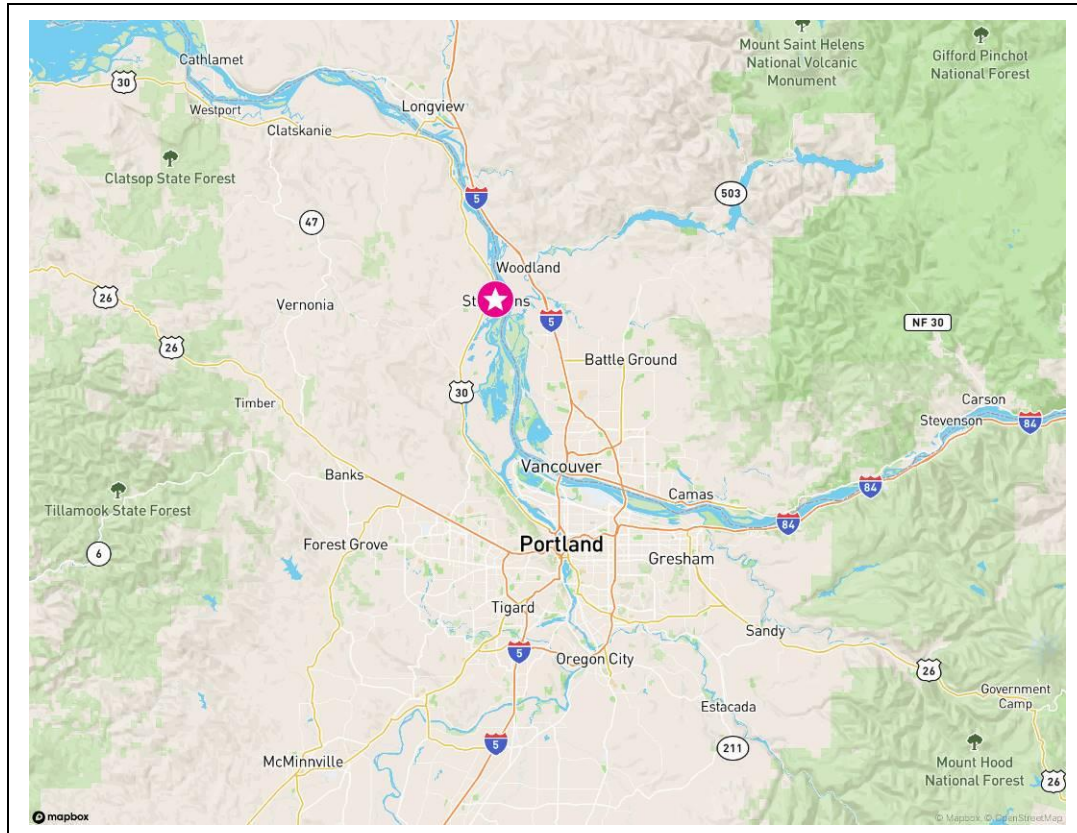 Mount Saint Helens
National Volcanic
Monument
Gifford Pinchot
National Forest
Cathlamet
30
Westport
Longview
Clatskanie
Clatsop State Forest
5
503
47
Woodland
26
Vernonia
St
ns
5
NF 30
26
Battle Ground
30
Timber
Carson
Stevenson
84
Vancouver
Banks
84
Camas
Tillamook State Forest
84
6
Forest Grove
Portland
Gresham
Tigard
Sandy
5
Oregon City
26
Government
Camp
Estacada
5
211
McMinnville
Mount Hood
National Forest
26
mapbox
© Mapbox, © OpenStreetMap